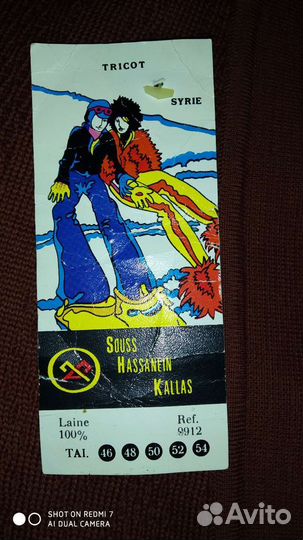 TRICOT
SYRIE
SOUSS
HASSANEIN
KALLAS
Laine
100%
Ref.
8912
TAI. 46 48 50 52 54
SHOT ON REDMI 7
AI DUAL CAMERA
Avito